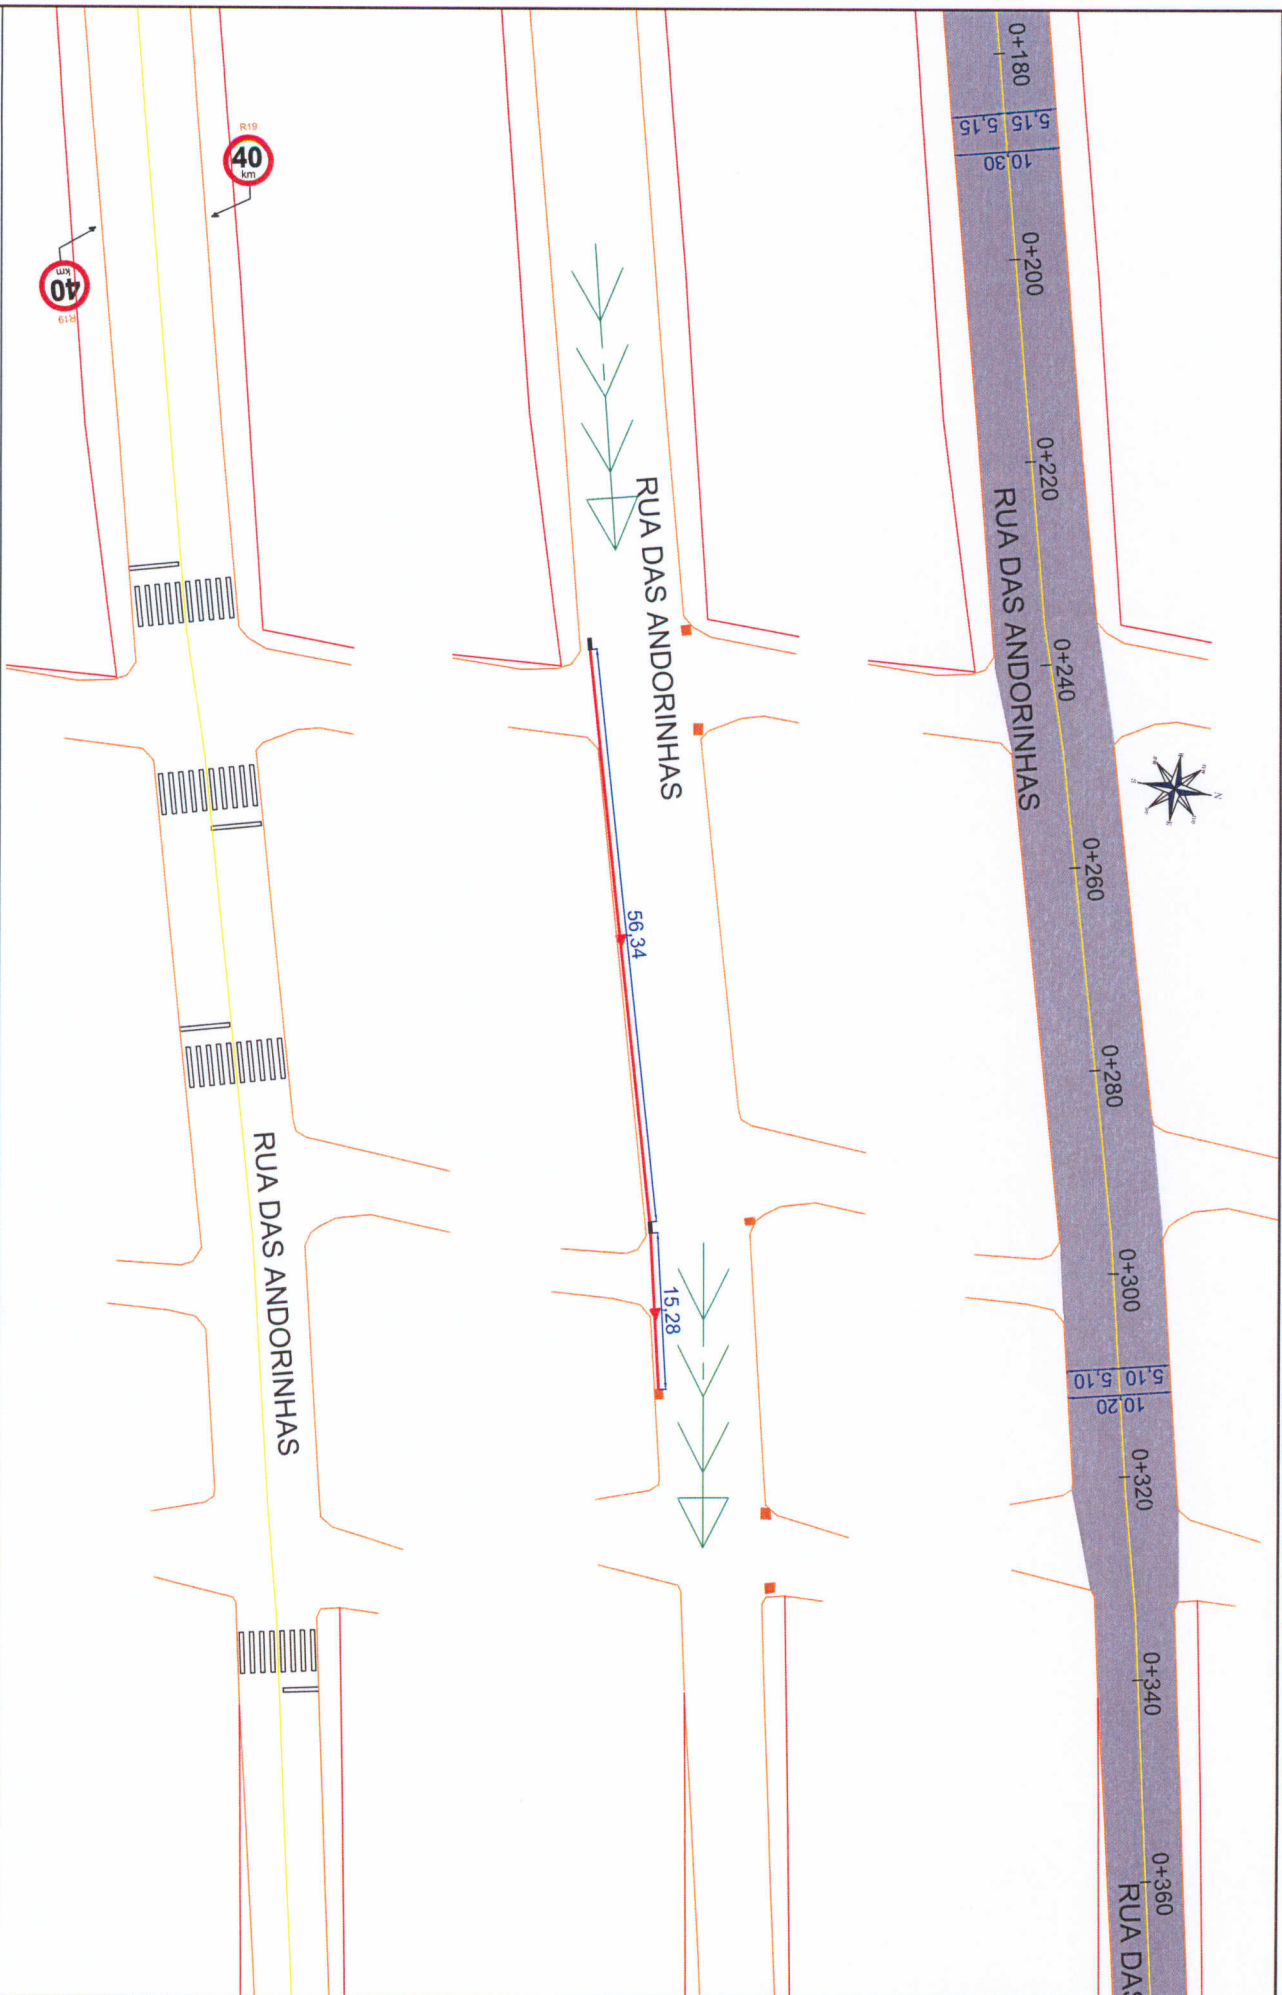 0+180
5,15 5,15
10,30
0+200
0+220
RUA DAS ANDORINHAS
0+240
0+260
0+280
0+300
5,10 5,10
10,20
0+320
0+340
0+360
RUA DAS
N
S
RUA DAS ANDORINHAS
56,34
15,28
R19
40
km
40
km
R19
RUA DAS ANDORINHAS